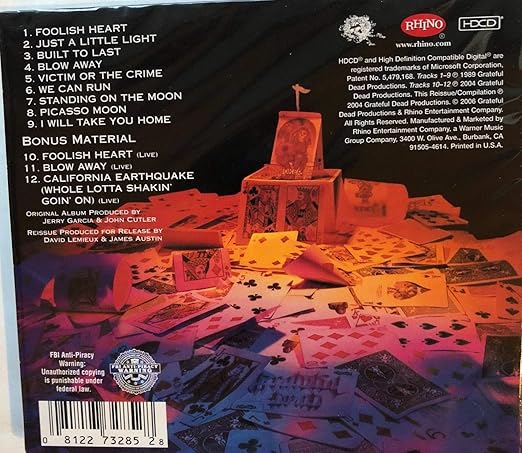 1. FOOLISH HEART
2. JUST A LITTLE LIGHT
3. BUILT TO LAST
4. BLOW AWAY
5. VICTIM OR THE CRIME
6. WE CAN RUN
7. STANDING ON THE MOON
8. PICASSO MOON
9. I WILL TAKE YOU HOME
BONUS MATERIAL
10. FOOLISH HEART (LIVE)
11. BLOW AWAY (LIVE)
12. CALIFORNIA EARTHQUAKE
(WHOLE LOTTA SHAKIN'
GOIN' ON) (LIVE)
ORIGINAL ALBUM PRODUCED BY
JERRY GARCIA & JOHN CUTLER
REISSUE PRODUCED FOR RELEASE BY
DAVID LEMIEUX & JAMES AUSTIN
RHINO
HDCD
www.rhino.com
HDCD® and High Definition Compatible Digital® are
registered trademarks of Microsoft Corporation,
Patent No. 5,479,168. Tracks 1–9 ℗ 1989 Grateful
Dead Productions. Tracks 10–12 ℗ 2004 Grateful
Dead Productions. This Reissue/Compilation ℗
2004 Grateful Dead Productions. © 2006 Grateful
Dead Productions & Rhino Entertainment Company.
All Rights Reserved. Manufactured & Marketed by
Rhino Entertainment Company, a Warner Music
Group Company, 3400 W. Olive Ave., Burbank, CA
91505-4614. Printed in U.S.A.
FBI Anti-Piracy
Warning:
Unauthorized copying
is punishable under
federal law.
FBI ANTI-PIRACY
WARNING
0 81227 32852 8